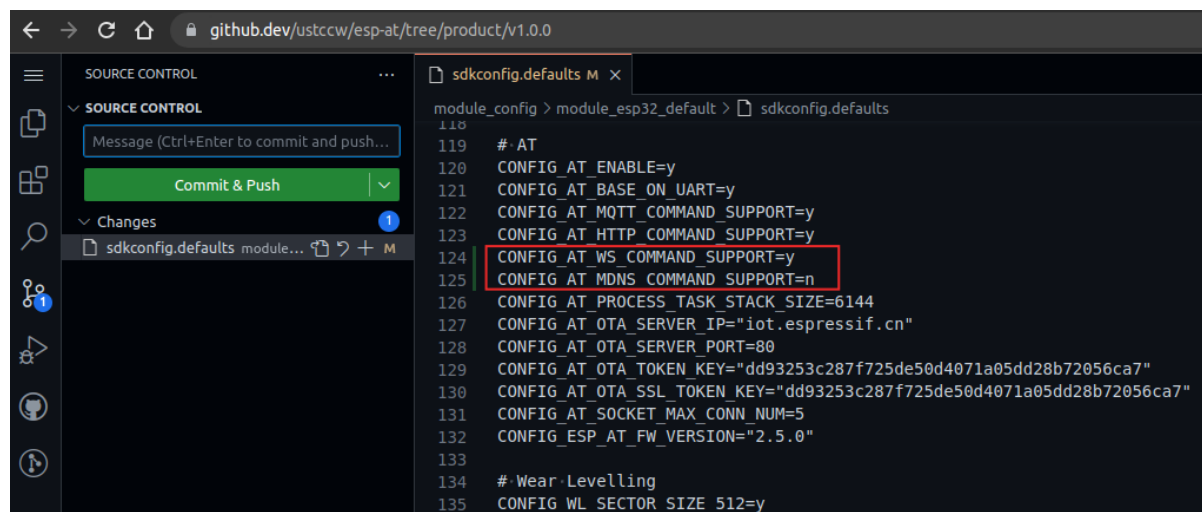 github.dev/ustccw/esp-at/tree/product/v1.0.0
SOURCE CONTROL
SOURCE CONTROL
Message (Ctrl+Enter to commit and push...
Commit & Push
Changes
1
sdkconfig.defaults module... M
1
sdkconfig.defaults M
module_config > module_esp32_default > sdkconfig.defaults
118
119 # AT
120 CONFIG_AT_ENABLE=y
121 CONFIG_AT_BASE_ON_UART=y
122 CONFIG_AT_MQTT_COMMAND_SUPPORT=y
123 CONFIG_AT_HTTP_COMMAND_SUPPORT=y
124 CONFIG_AT_WS_COMMAND_SUPPORT=y
125 CONFIG_AT_MDNS_COMMAND_SUPPORT=n
126 CONFIG_AT_PROCESS_TASK_STACK_SIZE=6144
127 CONFIG_AT_OTA_SERVER_IP="iot.espressif.cn"
128 CONFIG_AT_OTA_SERVER_PORT=80
129 CONFIG_AT_OTA_TOKEN_KEY="dd93253c287f725de50d4071a05dd28b72056ca7"
130 CONFIG_AT_OTA_SSL_TOKEN_KEY="dd93253c287f725de50d4071a05dd28b72056ca7"
131 CONFIG_AT_SOCKET_MAX_CONN_NUM=5
132 CONFIG_ESP_AT_FW_VERSION="2.5.0"
133
134 # Wear Levelling
135 CONFIG_WL_SECTOR_SIZE_512=y